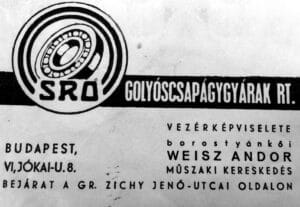 SRO
GOLYÓSCSAPÁGYGYÁRAK RT.
VEZÉRKÉPVISELETE
borostyánkői
WEISZ ANDOR
MŰSZAKI KERESKEDÉS
BUDAPEST,
VI, JÓKAI-U. 8.
BEJÁRAT A GR. ZICHY JENŐ-UTCAI OLDALON